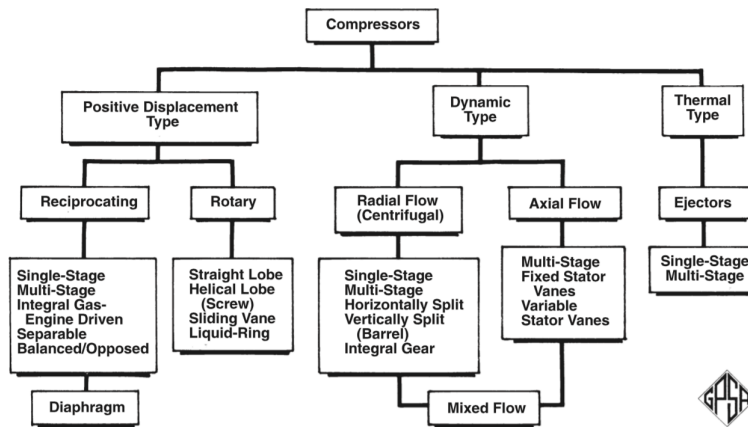 Compressors
Positive Displacement
Type
Dynamic
Type
Thermal
Type
Reciprocating
Rotary
Radial Flow
(Centrifugal)
Axial Flow
Ejectors
Single-Stage
Multi-Stage
Integral Gas-
Engine Driven
Separable
Balanced/Opposed
Straight Lobe
Helical Lobe
(Screw)
Sliding Vane
Liquid-Ring
Single-Stage
Multi-Stage
Horizontally Split
Vertically Split
(Barrel)
Integral Gear
Multi-Stage
Fixed Stator
Vanes
Variable
Stator Vanes
Single-Stage
Multi-Stage
Diaphragm
Mixed Flow
GPSA